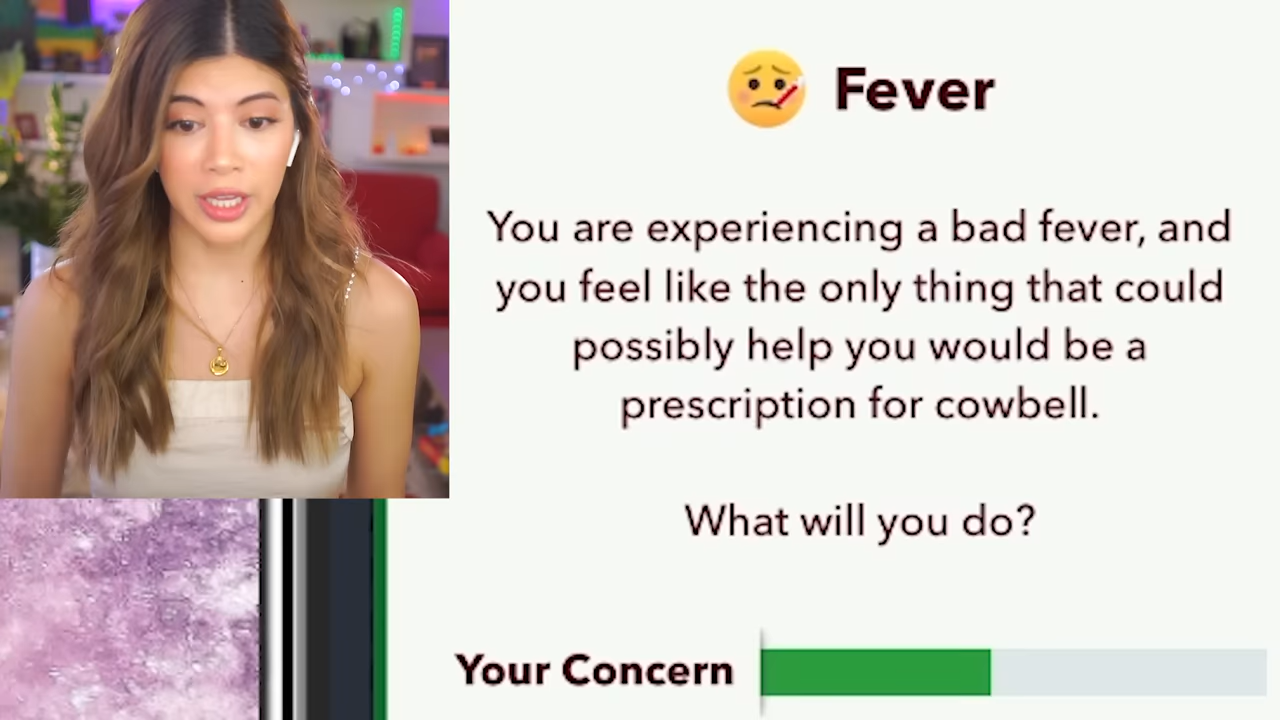 Fever
You are experiencing a bad fever, and
you feel like the only thing that could
possibly help you would be a
prescription for cowbell.
What will you do?
Your Concern